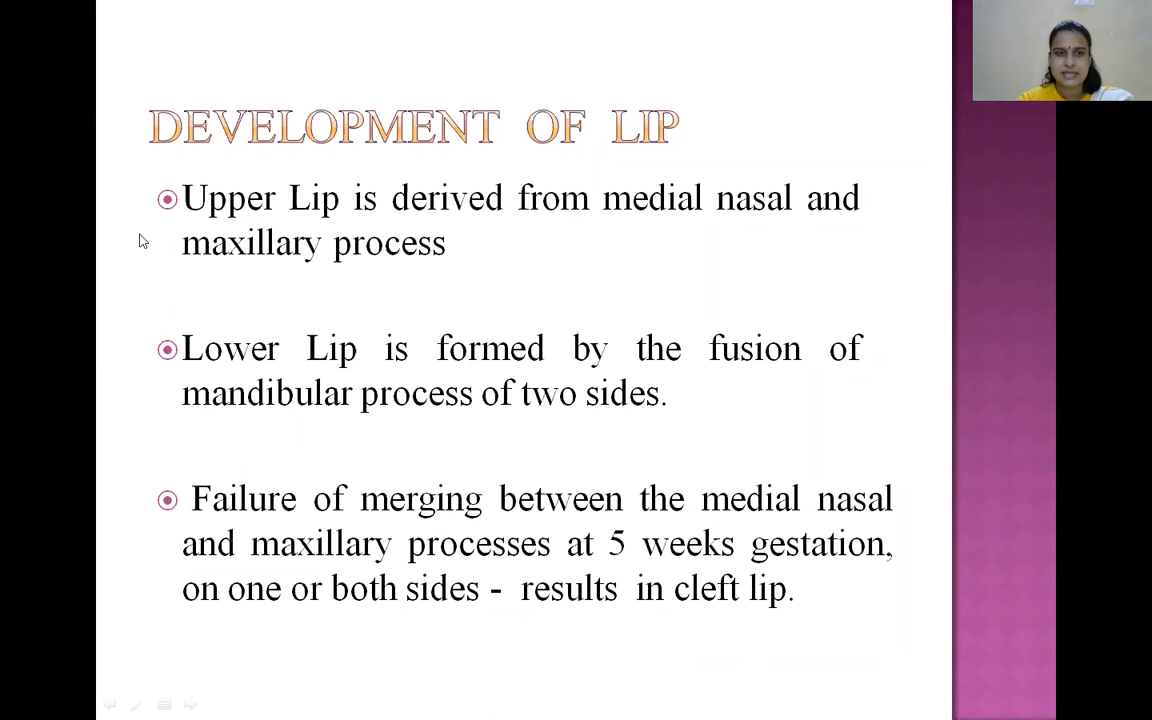 DEVELOPMENT OF LIP
Upper Lip is derived from medial nasal and
maxillary process
Lower Lip is formed by the fusion of
mandibular process of two sides.
Failure of merging between the medial nasal
and maxillary processes at 5 weeks gestation,
on one or both sides - results in cleft lip.